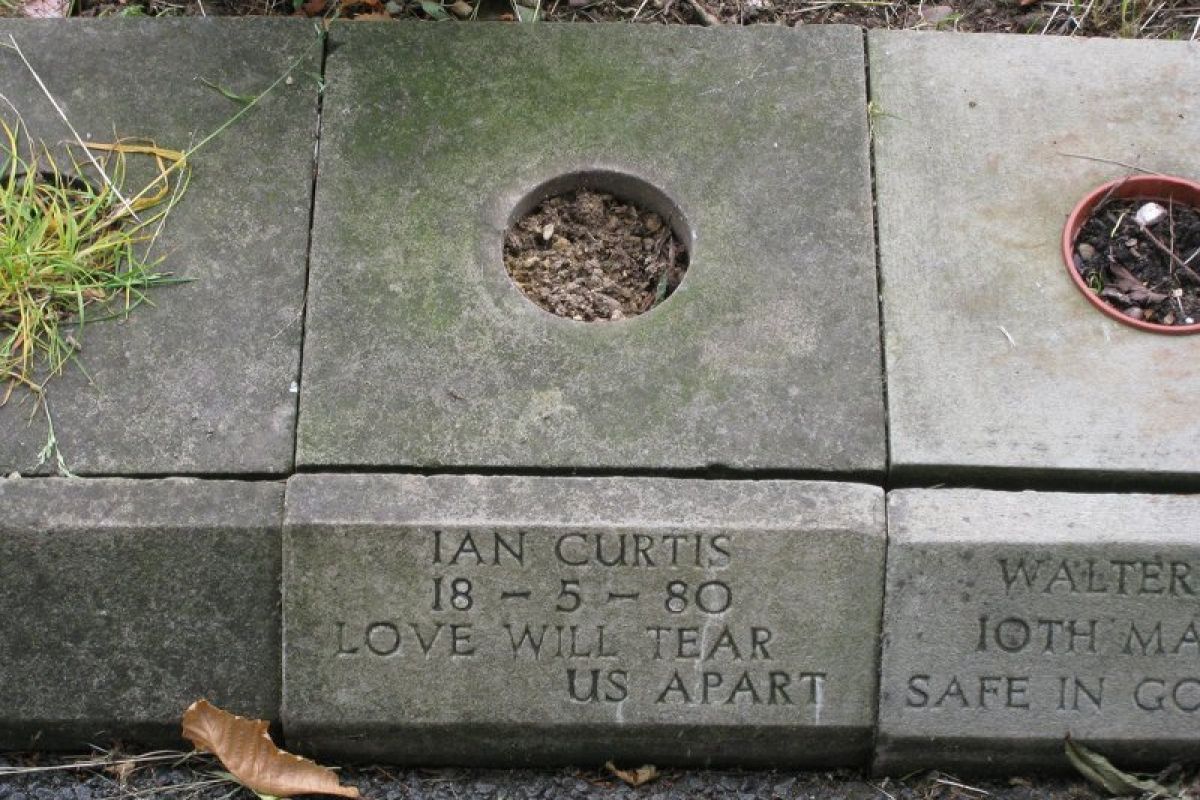 IAN CURTIS
18 - 5 - 80
LOVE WILL TEAR
US APART
WALTER
10TH MA
SAFE IN GO